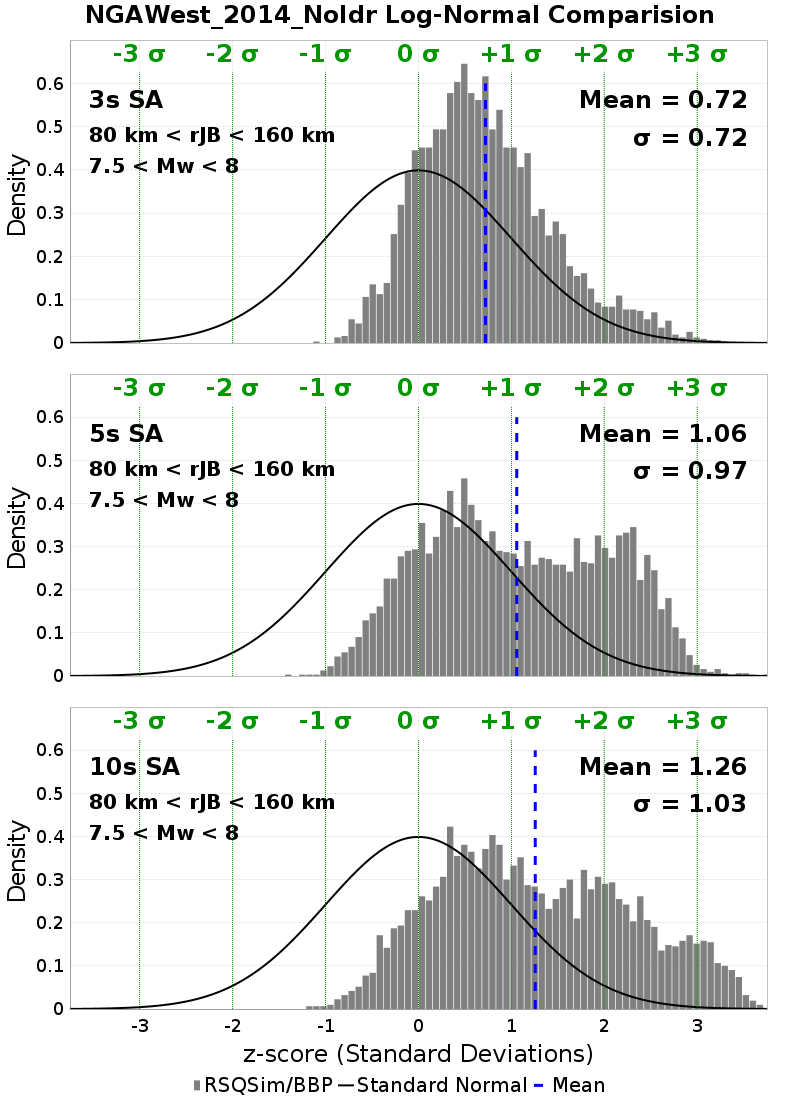 NGAWest_2014_NoIdr Log-Normal Comparision
-3 σ -2 σ -1 σ 0 σ +1 σ +2 σ +3 σ
3s SA
Mean = 0.72
80 km < rJB < 160 km
σ = 0.72
7.5 < Mw < 8
Density
0.6
0.5
0.4
0.3
0.2
0.1
0
-3 σ -2 σ -1 σ 0 σ +1 σ +2 σ +3 σ
5s SA
Mean = 1.06
80 km < rJB < 160 km
σ = 0.97
7.5 < Mw < 8
Density
0.6
0.5
0.4
0.3
0.2
0.1
0
-3 σ -2 σ -1 σ 0 σ +1 σ +2 σ +3 σ
10s SA
Mean = 1.26
80 km < rJB < 160 km
σ = 1.03
7.5 < Mw < 8
Density
0.6
0.5
0.4
0.3
0.2
0.1
0
-3 -2 -1 0 1 2 3
z-score (Standard Deviations)
RSQSim/BBP Standard Normal Mean